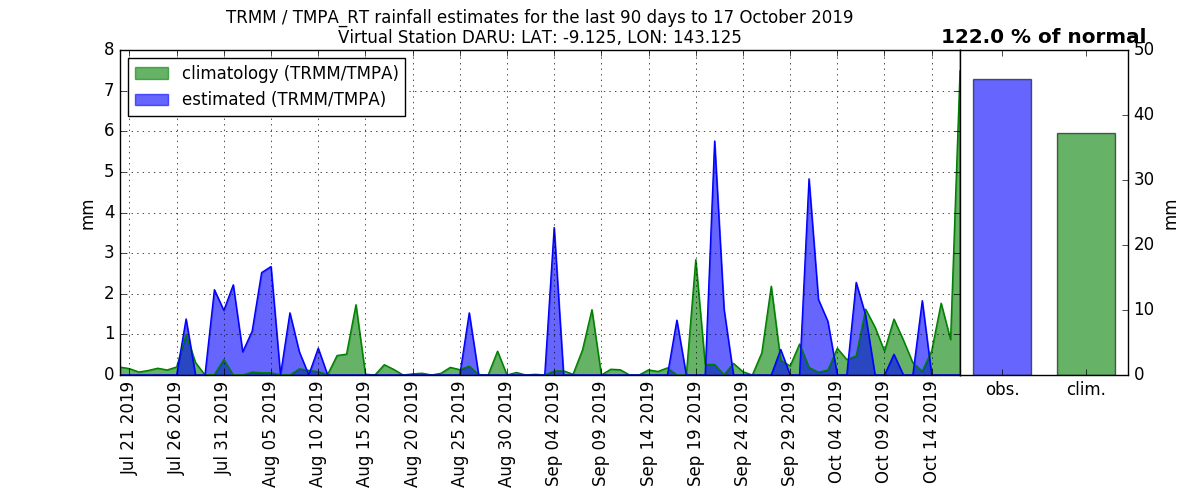 TRMM / TMPA_RT rainfall estimates for the last 90 days to 17 October 2019
Virtual Station DARU: LAT: -9.125, LON: 143.125
122.0 % of normal
climatology (TRMM/TMPA)
estimated (TRMM/TMPA)
8
7
6
5
4
3
2
1
0
mm
Jul 21 2019
Jul 26 2019
Jul 31 2019
Aug 05 2019
Aug 10 2019
Aug 15 2019
Aug 20 2019
Aug 25 2019
Aug 30 2019
Sep 04 2019
Sep 09 2019
Sep 14 2019
Sep 19 2019
Sep 24 2019
Sep 29 2019
Oct 04 2019
Oct 09 2019
Oct 14 2019
50
40
30
20
10
0
mm
obs.
clim.